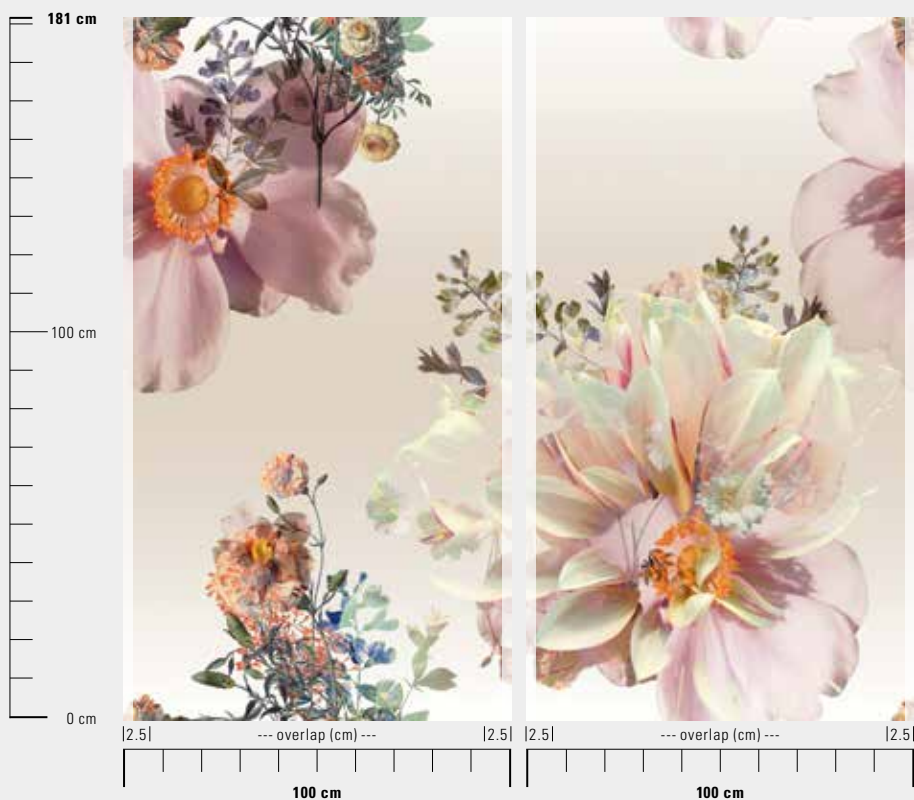 181 cm
100 cm
0 cm
|2.5| --- overlap (cm) --- |2.5| |2.5| --- overlap (cm) --- |2.5|
100 cm 100 cm